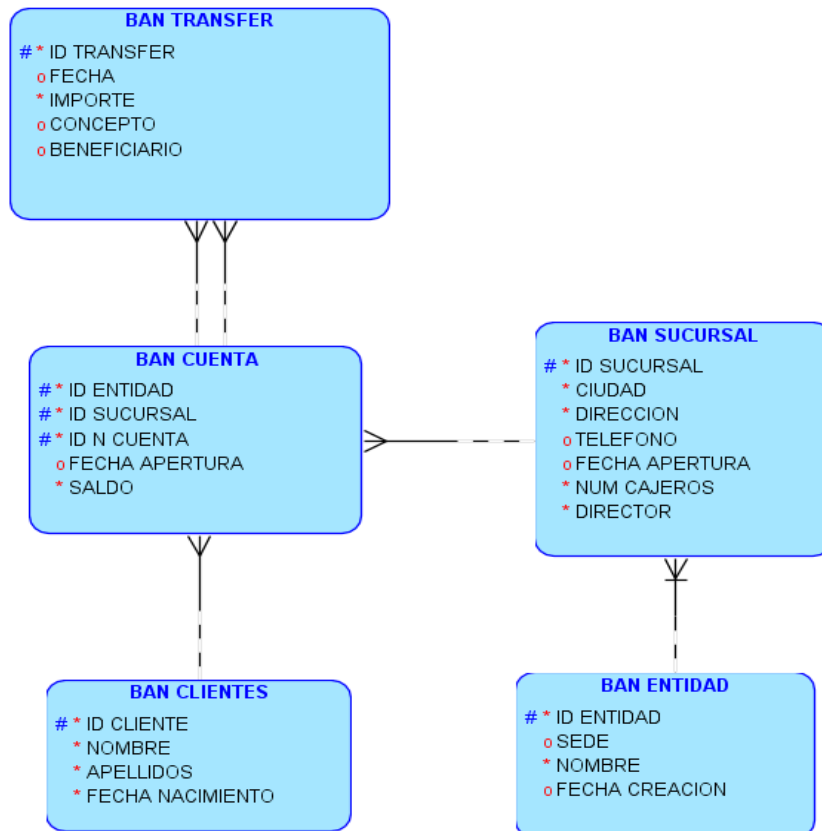 BAN TRANSFER
# * ID TRANSFER
o FECHA
* IMPORTE
o CONCEPTO
o BENEFICIARIO
BAN CUENTA
# * ID ENTIDAD
# * ID SUCURSAL
# * ID N CUENTA
o FECHA APERTURA
* SALDO
BAN SUCURSAL
# * ID SUCURSAL
* CIUDAD
* DIRECCION
o TELEFONO
o FECHA APERTURA
* NUM CAJEROS
* DIRECTOR
BAN CLIENTES
# * ID CLIENTE
* NOMBRE
* APELLIDOS
* FECHA NACIMIENTO
BAN ENTIDAD
# * ID ENTIDAD
o SEDE
* NOMBRE
o FECHA CREACION